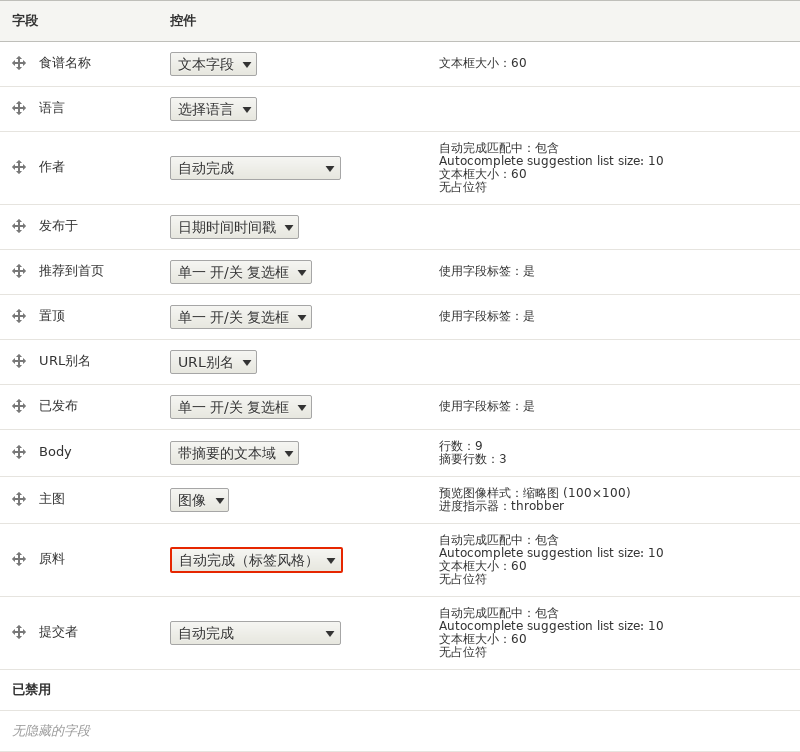 字段 控件
食谱名称 文本字段 文本框大小：60
语言 选择语言
作者 自动完成 自动完成匹配中：包含
Autocomplete suggestion list size: 10
文本框大小：60
无占位符
发布于 日期时间时间戳
推荐到首页 单一 开/关 复选框 使用字段标签：是
置顶 单一 开/关 复选框 使用字段标签：是
URL别名 URL别名
已发布 单一 开/关 复选框 使用字段标签：是
Body 带摘要的文本域 行数：9
摘要行数：3
主图 图像 预览图像样式：缩略图 (100×100)
进度指示器：throbber
原料 自动完成（标签风格） 自动完成匹配中：包含
Autocomplete suggestion list size: 10
文本框大小：60
无占位符
提交者 自动完成 自动完成匹配中：包含
Autocomplete suggestion list size: 10
文本框大小：60
无占位符
已禁用
无隐藏的字段